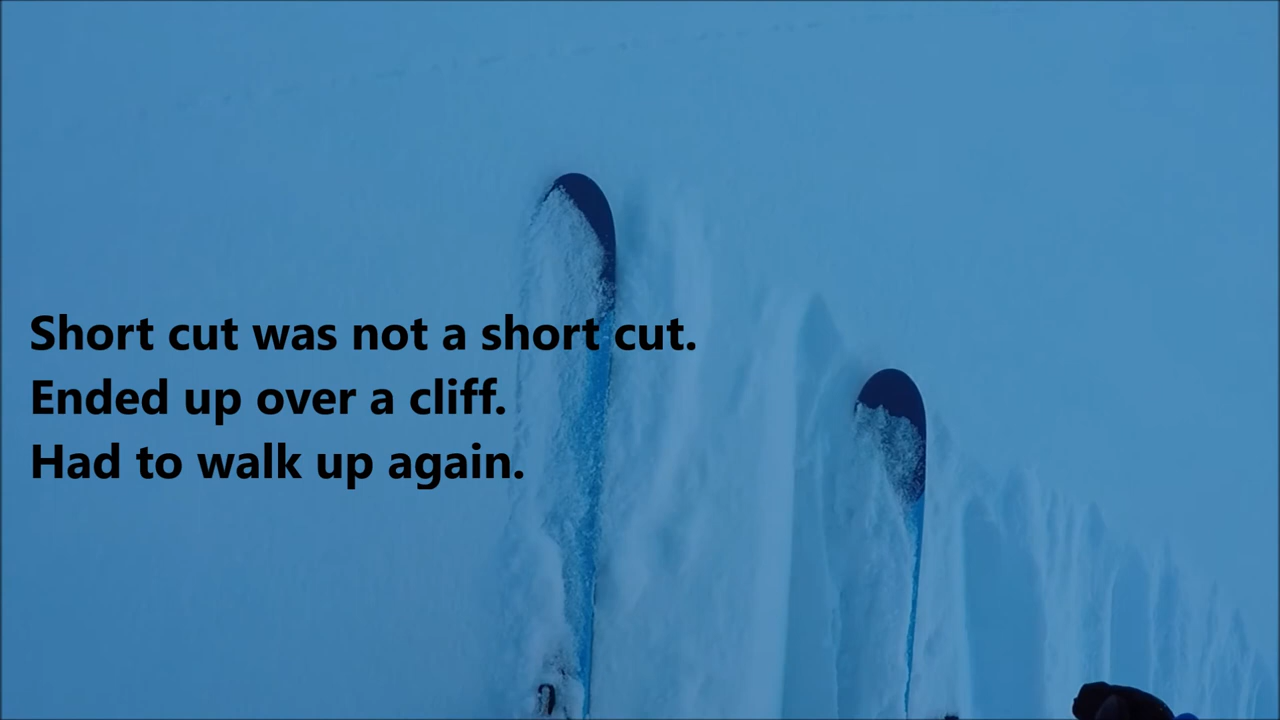 Short cut was not a short cut.
Ended up over a cliff.
Had to walk up again.